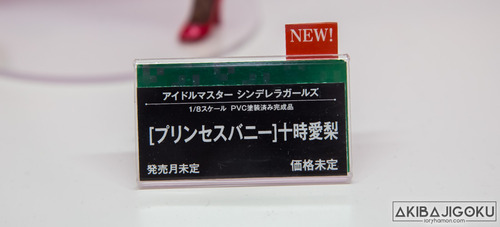 NEW!
アイドルマスター シンデレラガールズ
1/8スケール PVC塗装済み完成品
[プリンセスバニー]十時愛梨
発売月未定 価格未定
AKIBAJIGOKU
loryhamon.com